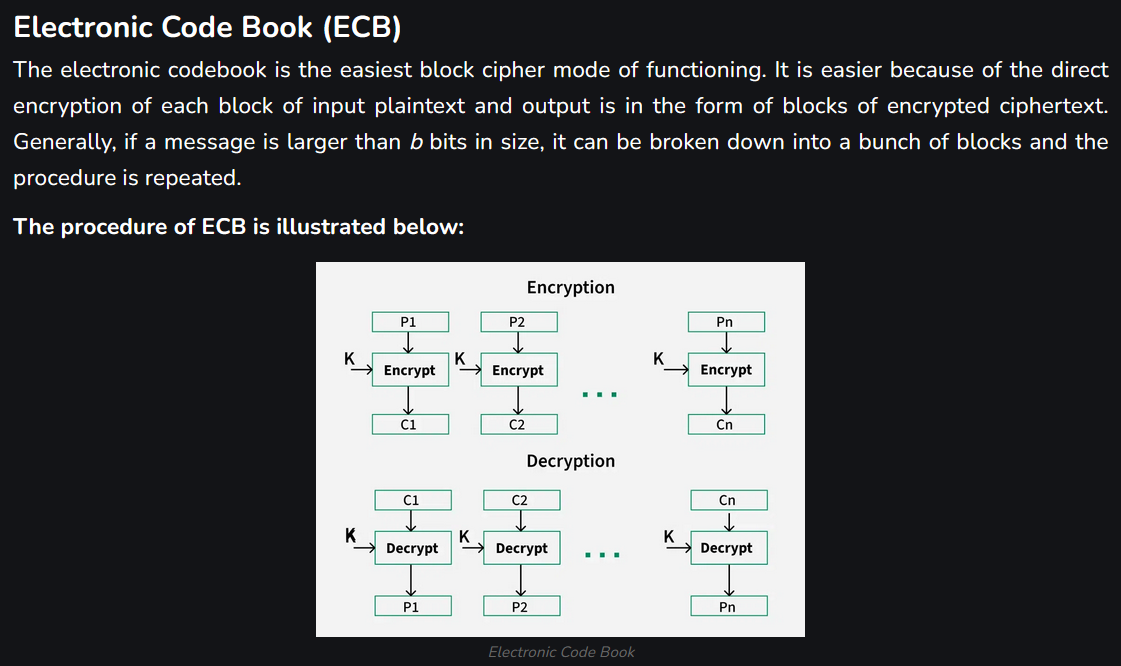 Electronic Code Book (ECB)
The electronic codebook is the easiest block cipher mode of functioning. It is easier because of the direct
encryption of each block of input plaintext and output is in the form of blocks of encrypted ciphertext.
Generally, if a message is larger than b bits in size, it can be broken down into a bunch of blocks and the
procedure is repeated.
The procedure of ECB is illustrated below:
Encryption
P1 P2 Pn
K Encrypt K Encrypt ... K Encrypt
C1 C2 Cn
Decryption
C1 C2 Cn
K Decrypt K Decrypt ... K Decrypt
P1 P2 Pn
Electronic Code Book